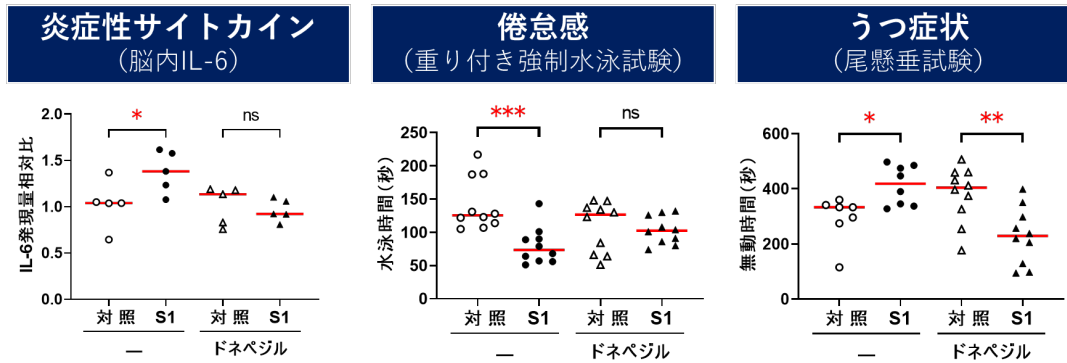 炎症性サイトカイン
(脳内IL-6)
IL-6発現量相対比
2.0
1.5
1.0
0.5
0.0
*
ns
対照 S1 対照 S1
— ドネペジル
倦怠感
(重り付き強制水泳試験)
水泳時間(秒)
250
200
150
100
50
0
***
ns
対照 S1 対照 S1
— ドネペジル
うつ症状
(尾懸垂試験)
無動時間(秒)
600
400
200
0
*
**
対照 S1 対照 S1
— ドネペジル